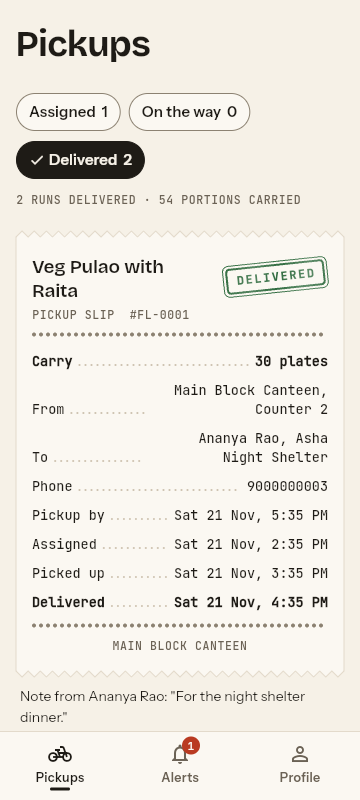 Pickups
Assigned 1
On the way 0
Delivered 2
2 RUNS DELIVERED · 54 PORTIONS CARRIED
Veg Pulao with
Raita
DELIVERED
PICKUP SLIP #FL-0001
Carry 30 plates
From Main Block Canteen,
Counter 2
To Ananya Rao, Asha
Night Shelter
Phone 9000000003
Pickup by Sat 21 Nov, 5:35 PM
Assigned Sat 21 Nov, 2:35 PM
Picked up Sat 21 Nov, 3:35 PM
Delivered Sat 21 Nov, 4:35 PM
MAIN BLOCK CANTEEN
Note from Ananya Rao: "For the night shelter
dinner."
1
Pickups Alerts Profile